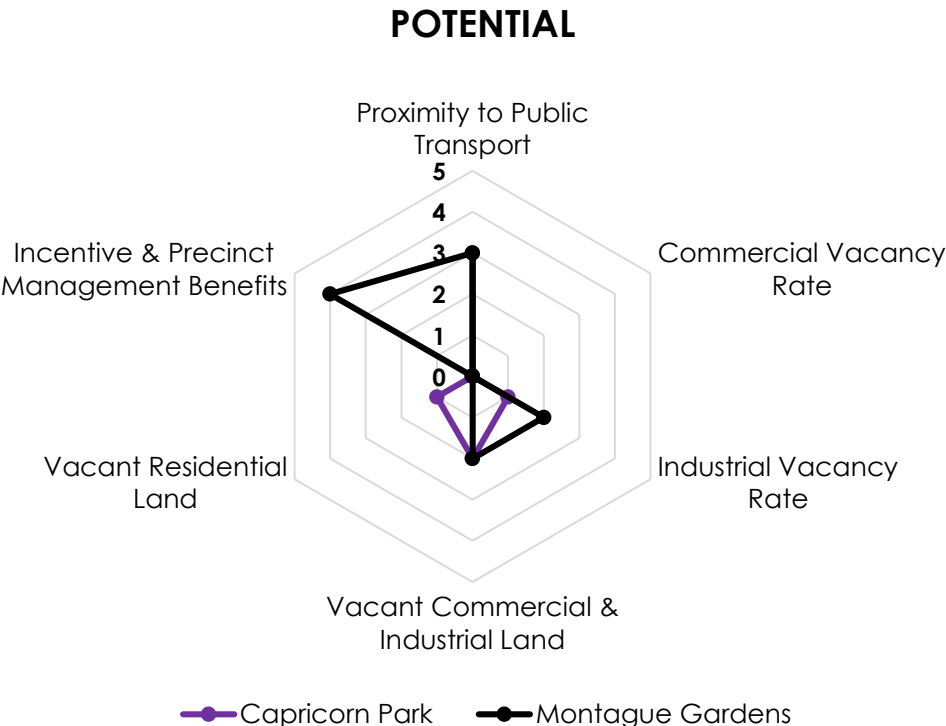 POTENTIAL
Proximity to Public
Transport
5
4
3
2
1
0
Commercial Vacancy
Rate
Industrial Vacancy
Rate
Vacant Commercial &
Industrial Land
Vacant Residential
Land
Incentive & Precinct
Management Benefits
Capricorn Park
Montague Gardens